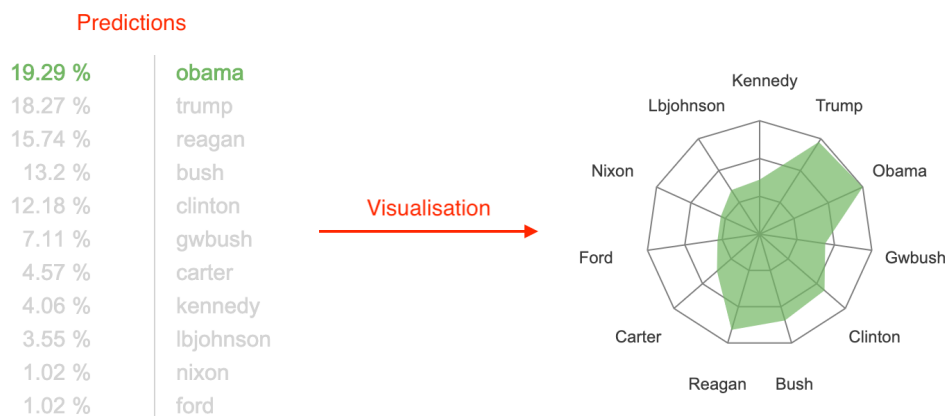 Predictions
19.29 % obama
18.27 % trump
15.74 % reagan
13.2 % bush
12.18 % clinton
7.11 % gwbush
4.57 % carter
4.06 % kennedy
3.55 % lbjohnson
1.02 % nixon
1.02 % ford
Visualisation
Kennedy
Lbjohnson
Trump
Nixon
Obama
Ford
Gwbush
Carter
Clinton
Reagan
Bush